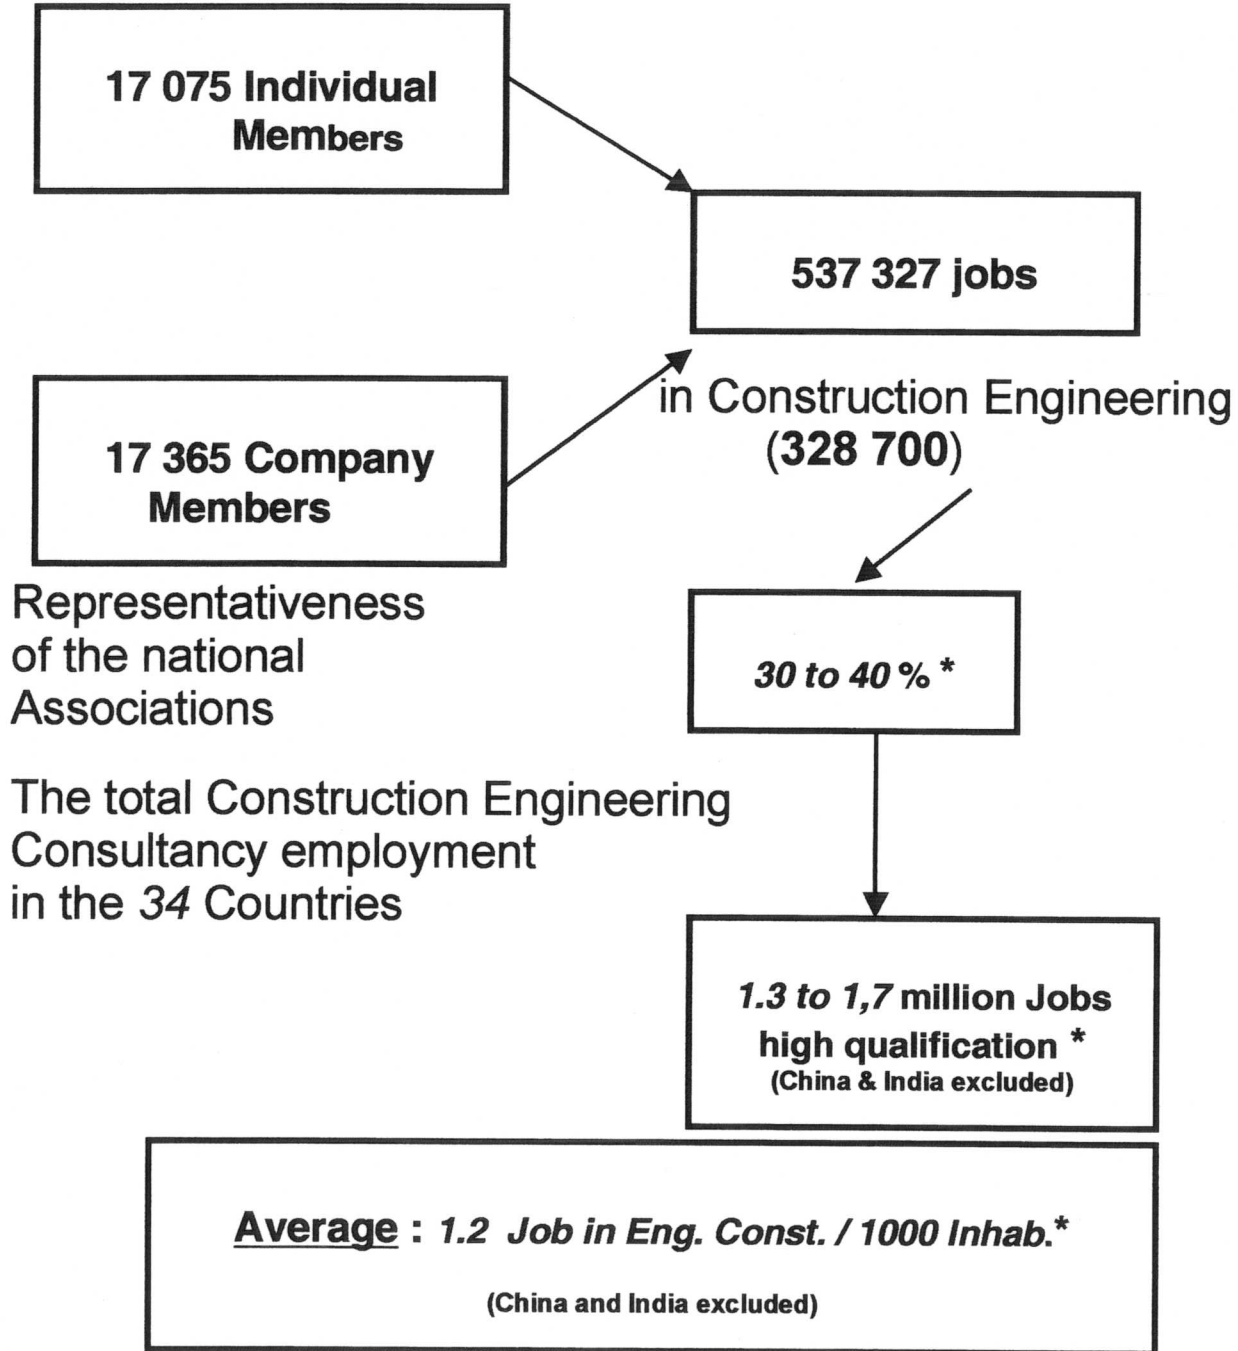 17 075 Individual
Members
537 327 jobs
in Construction Engineering
(328 700)
17 365 Company
Members
Representativeness
of the national
Associations
30 to 40 % *
The total Construction Engineering
Consultancy employment
in the 34 Countries
1.3 to 1,7 million Jobs
high qualification *
(China & India excluded)
Average : 1.2 Job in Eng. Const. / 1000 Inhab.*
(China and India excluded)